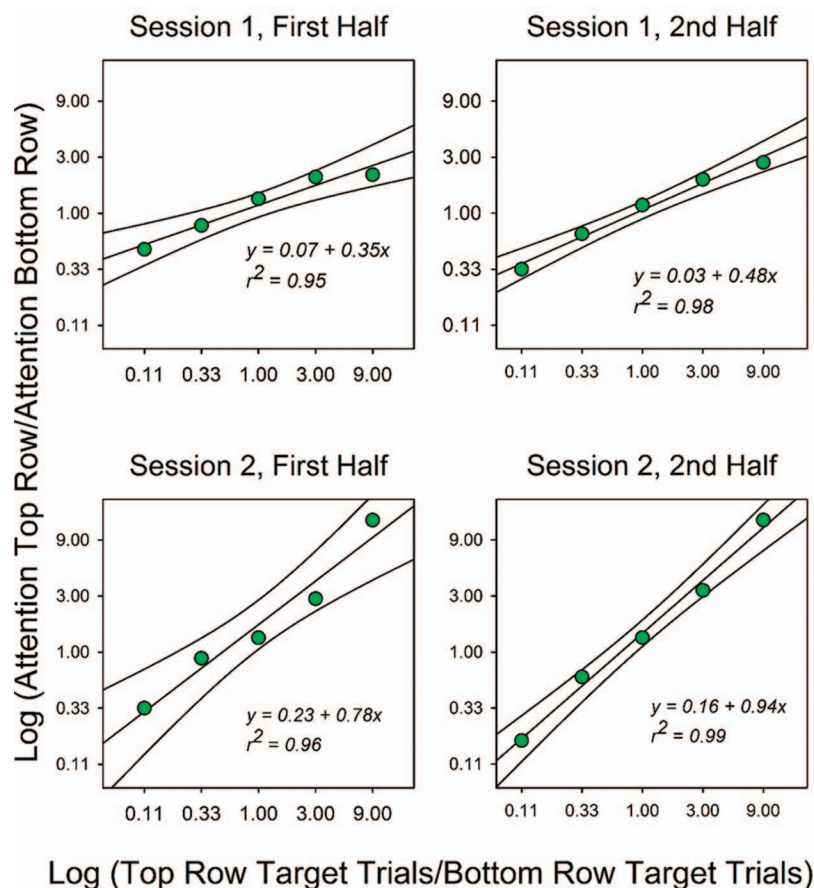 Log (Attention Top Row/Attention Bottom Row)
Session 1, First Half
9.00
3.00
1.00
0.33
0.11
y = 0.07 + 0.35x
r2 = 0.95
0.11 0.33 1.00 3.00 9.00
Session 1, 2nd Half
9.00
3.00
1.00
0.33
0.11
y = 0.03 + 0.48x
r2 = 0.98
0.11 0.33 1.00 3.00 9.00
Session 2, First Half
9.00
3.00
1.00
0.33
0.11
y = 0.23 + 0.78x
r2 = 0.96
0.11 0.33 1.00 3.00 9.00
Session 2, 2nd Half
9.00
3.00
1.00
0.33
0.11
y = 0.16 + 0.94x
r2 = 0.99
0.11 0.33 1.00 3.00 9.00
Log (Top Row Target Trials/Bottom Row Target Trials)